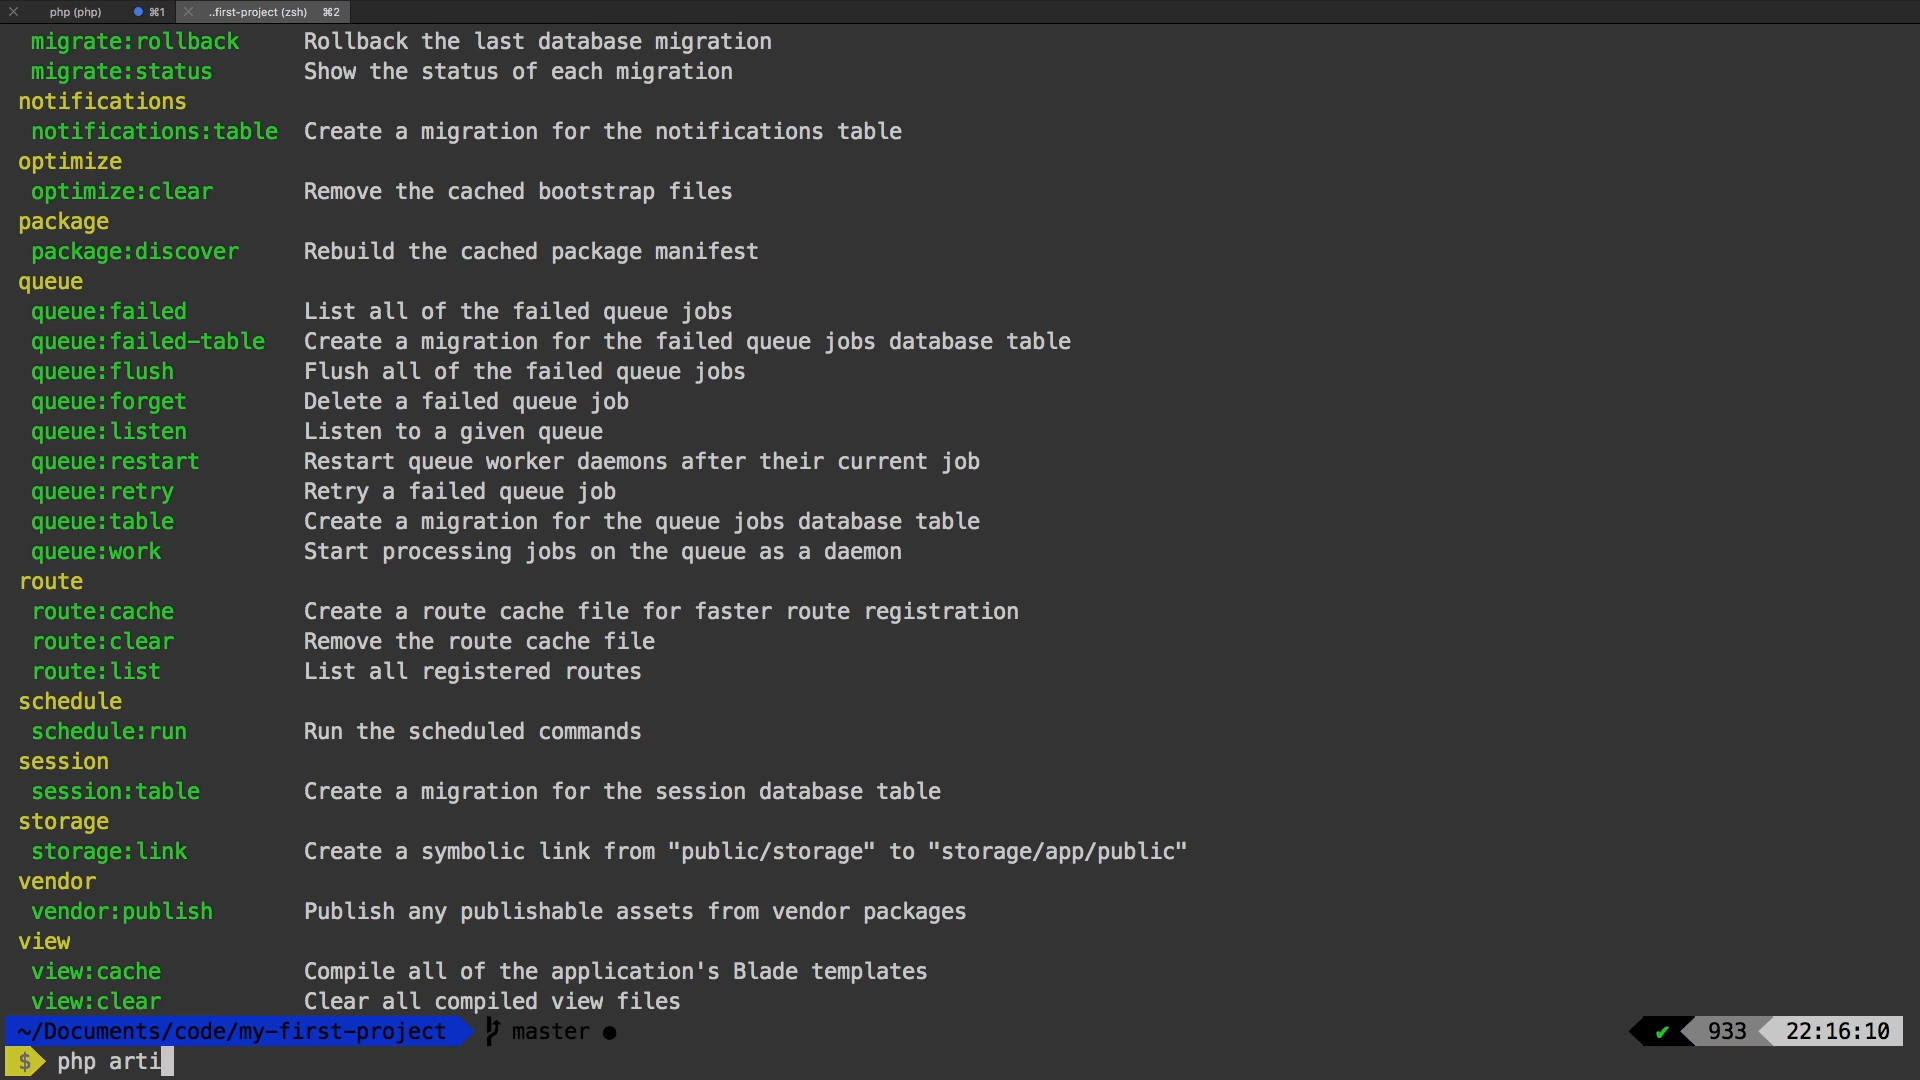 php (php) ⌘1 ..first-project (zsh) ⌘2
migrate:rollback Rollback the last database migration
migrate:status Show the status of each migration
notifications
notifications:table Create a migration for the notifications table
optimize
optimize:clear Remove the cached bootstrap files
package
package:discover Rebuild the cached package manifest
queue
queue:failed List all of the failed queue jobs
queue:failed-table Create a migration for the failed queue jobs database table
queue:flush Flush all of the failed queue jobs
queue:forget Delete a failed queue job
queue:listen Listen to a given queue
queue:restart Restart queue worker daemons after their current job
queue:retry Retry a failed queue job
queue:table Create a migration for the queue jobs database table
queue:work Start processing jobs on the queue as a daemon
route
route:cache Create a route cache file for faster route registration
route:clear Remove the route cache file
route:list List all registered routes
schedule
schedule:run Run the scheduled commands
session
session:table Create a migration for the session database table
storage
storage:link Create a symbolic link from "public/storage" to "storage/app/public"
vendor
vendor:publish Publish any publishable assets from vendor packages
view
view:cache Compile all of the application's Blade templates
view:clear Clear all compiled view files
~/Documents/code/my-first-project master ● ✔ 933 22:16:10
$ php arti